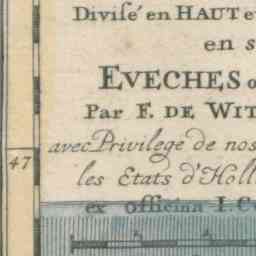 Divisé en HAUT et
en s
EVECHES o
Par F. DE WIT
avec Privilege de nos
47
les Etats d'Holl
ex officina I. C